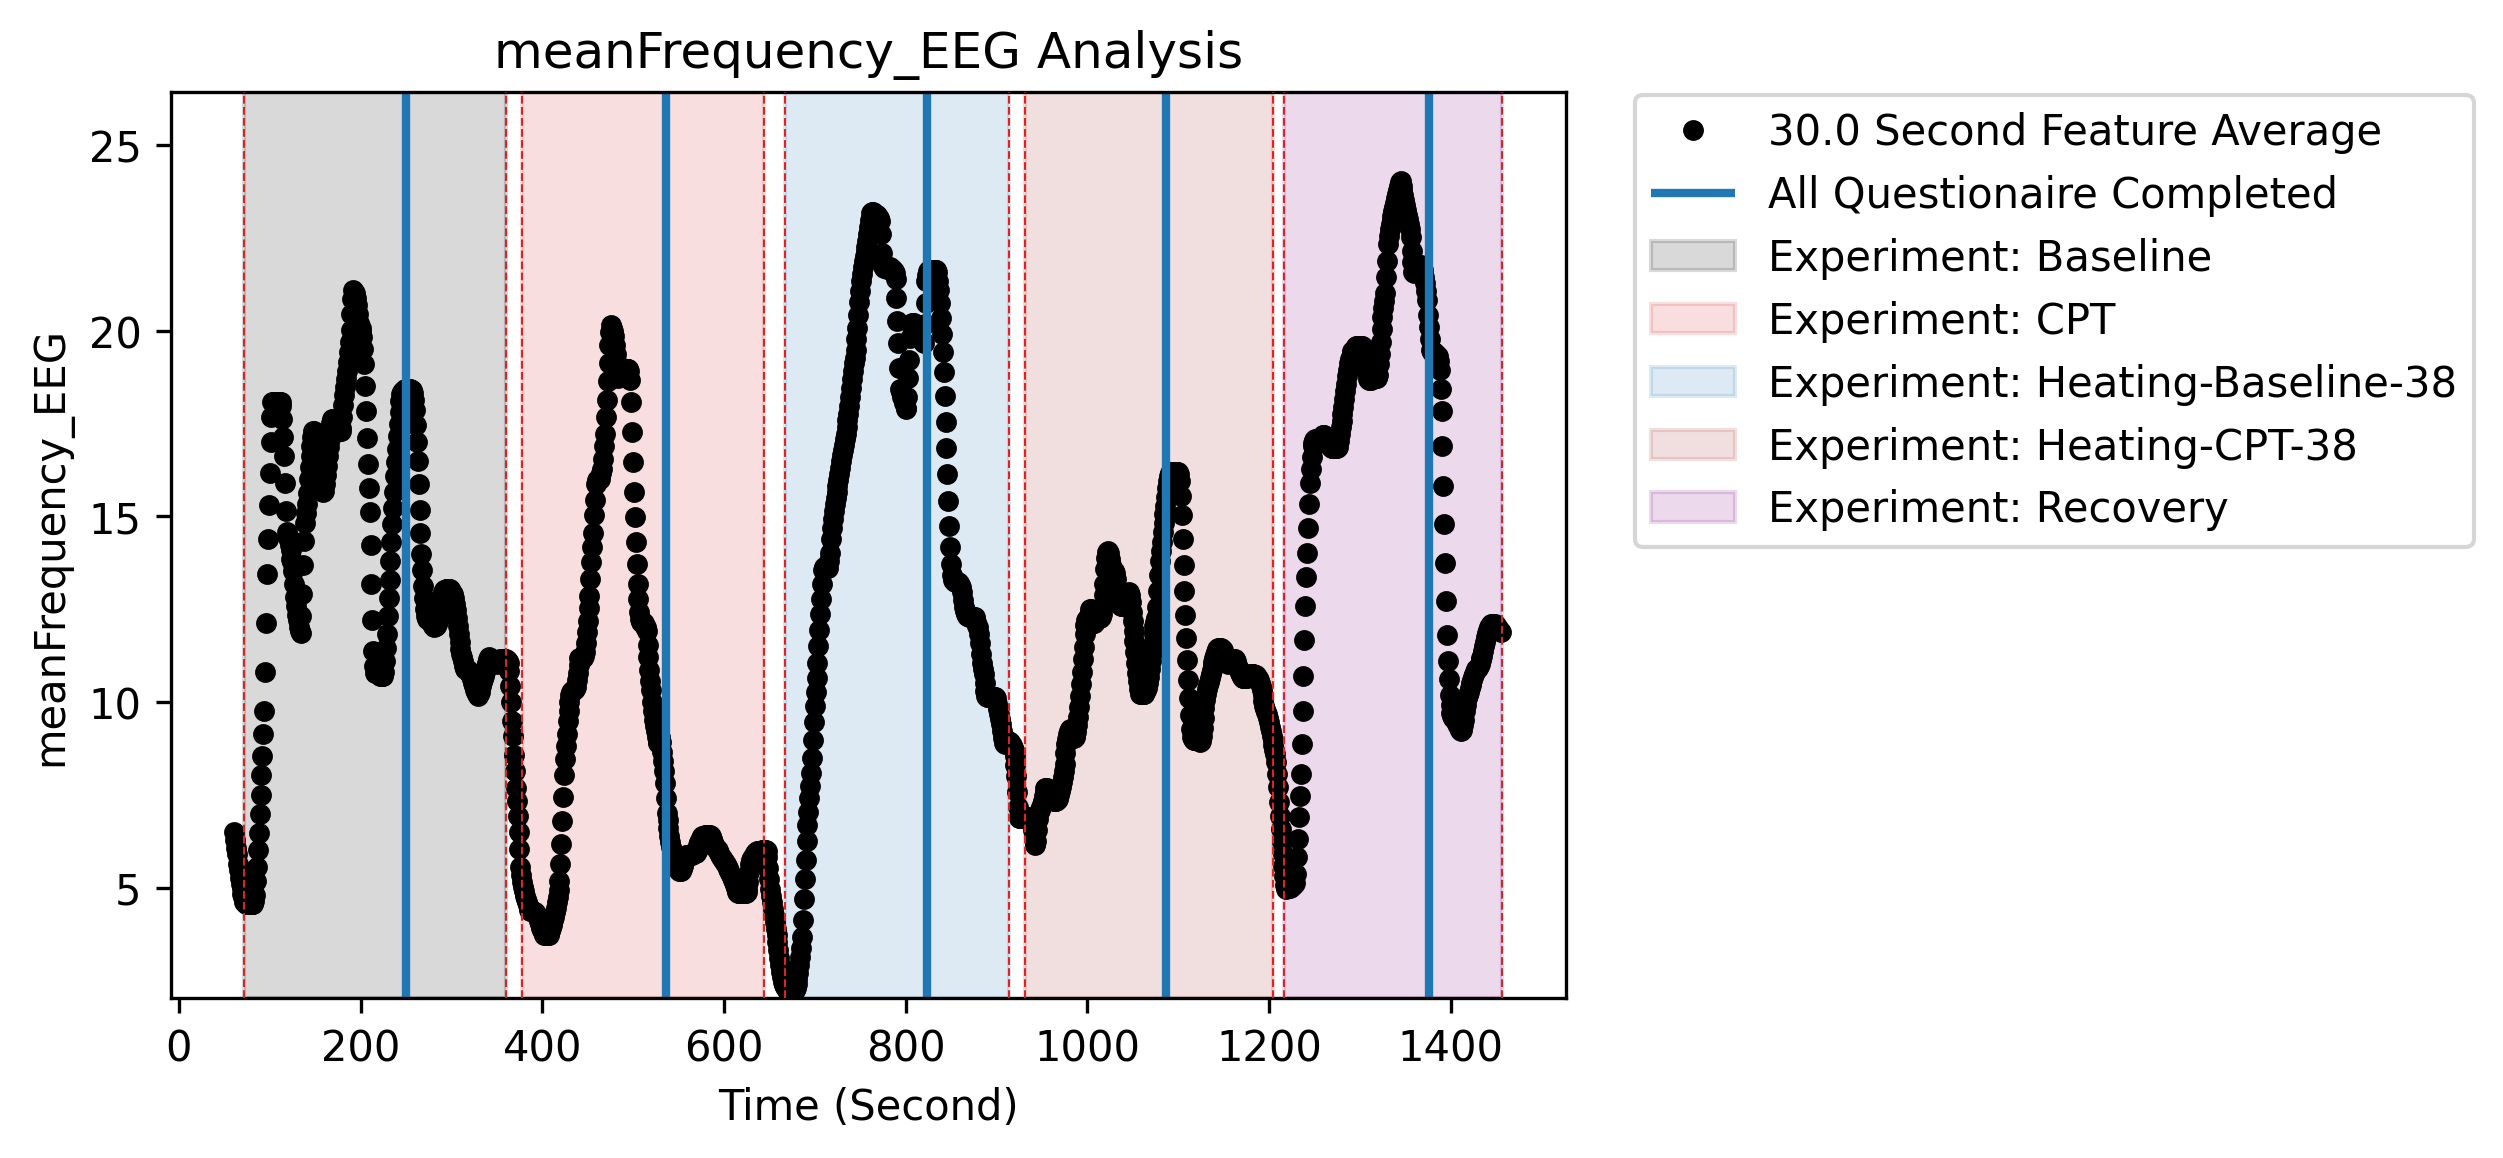 meanFrequency_EEG Analysis
meanFrequency_EEG
25
20
15
10
5
0 200 400 600 800 1000 1200 1400
Time (Second)
30.0 Second Feature Average
All Questionaire Completed
Experiment: Baseline
Experiment: CPT
Experiment: Heating-Baseline-38
Experiment: Heating-CPT-38
Experiment: Recovery